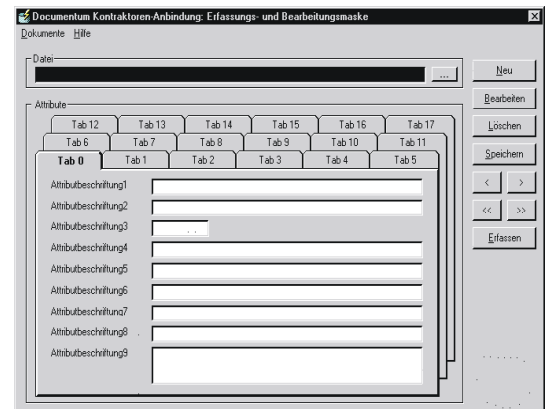 Documentum Kontraktoren-Anbindung: Erfassungs- und Bearbeitungsmaske
Dokumente Hilfe
Datei
...
Neu
Bearbeiten
Attribute
Tab 12 Tab 13 Tab 14 Tab 15 Tab 16 Tab 17
Löschen
Tab 6 Tab 7 Tab 8 Tab 9 Tab 10 Tab 11
Tab 0 Tab 1 Tab 2 Tab 3 Tab 4 Tab 5
Speichern
Attributbeschriftung1
< >
Attributbeschriftung2
<< >>
Attributbeschriftung3 . .
Erfassen
Attributbeschriftung4
Attributbeschriftung5
Attributbeschriftung6
Attributbeschriftung7
Attributbeschriftung8
Attributbeschriftung9